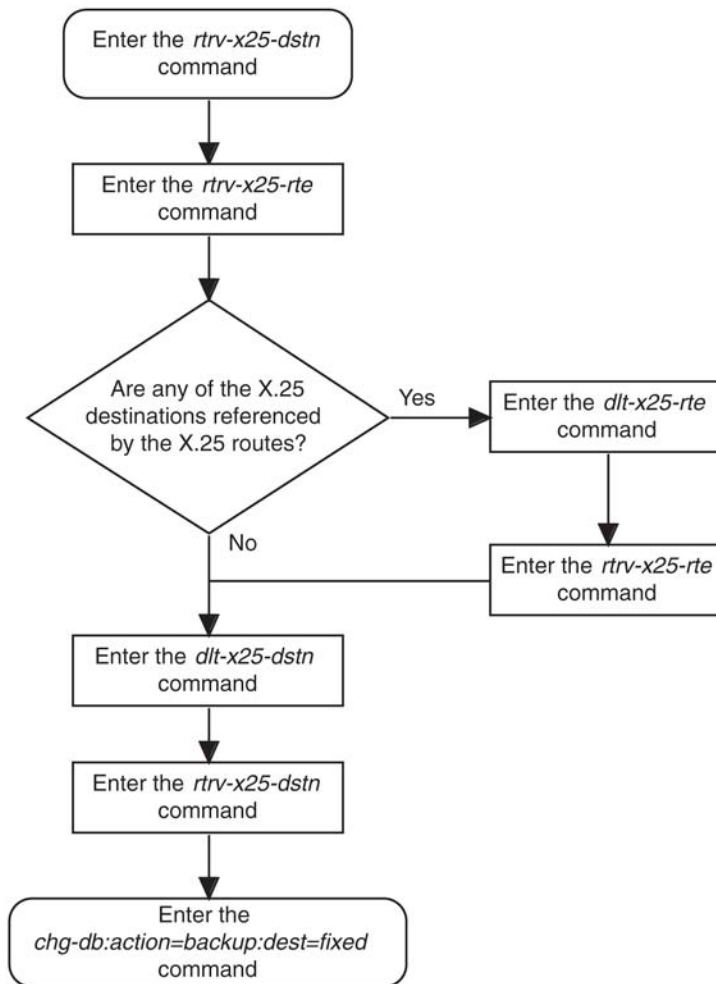 Enter the rtrv-x25-dstn
command
Enter the rtrv-x25-rte
command
Are any of the X.25
destinations referenced
by the X.25 routes?
Yes
Enter the dlt-x25-rte
command
No
Enter the rtrv-x25-rte
command
Enter the dlt-x25-dstn
command
Enter the rtrv-x25-dstn
command
Enter the
chg-db:action=backup:dest=fixed
command